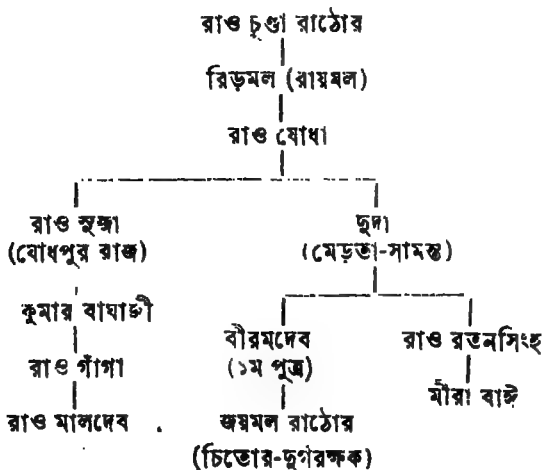 রাও চুণ্ডা রাঠোর
রিড়মল (রায়মল)
রাও যোধা
রাও সুজা
(যোধপুর রাজ)
দুদা
(মেড়তা-সামন্ত)
কুমার বাঘাজী
বীরমদেব
(১ম পুত্র)
রাও রতনসিংহ
রাও গাঁগা
মীরা বাঈ
রাও মালদেব
জয়মল রাঠোর
(চিতোর-দুর্গরক্ষক)